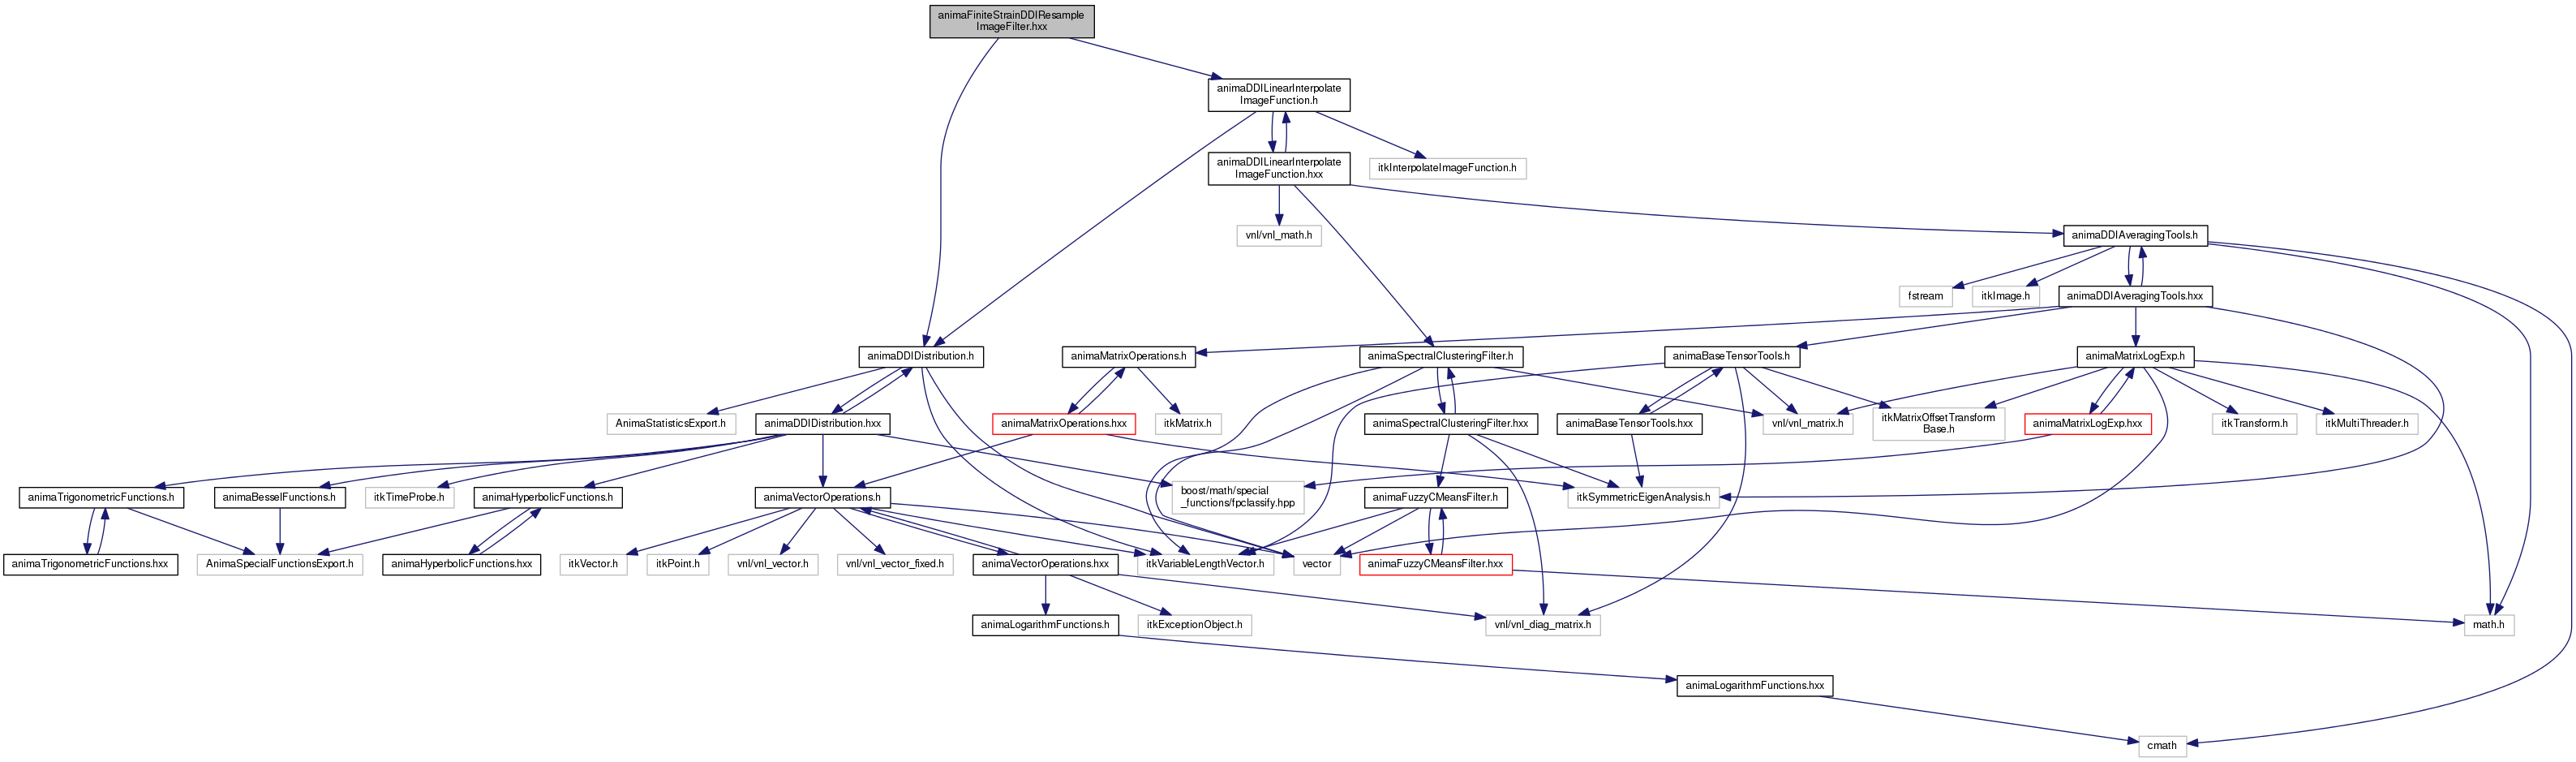 animaFiniteStrainDDIResample
ImageFilter.hxx
animaDDILinearInterpolate
ImageFunction.h
animaDDILinearInterpolate
ImageFunction.hxx
itkInterpolateImageFunction.h
vnl/vnl_math.h
animaDDIAveragingTools.h
fstream
itkImage.h
animaDDIAveragingTools.hxx
animaDDIDistribution.h
animaMatrixOperations.h
animaSpectralClusteringFilter.h
animaBaseTensorTools.h
animaMatrixLogExp.h
AnimaStatisticsExport.h
animaDDIDistribution.hxx
animaMatrixOperations.hxx
itkMatrix.h
animaSpectralClusteringFilter.hxx
animaBaseTensorTools.hxx
vnl/vnl_matrix.h
itkMatrixOffsetTransform
Base.h
animaMatrixLogExp.hxx
itkTransform.h
itkMultiThreader.h
animaTrigonometricFunctions.h
animaBesselFunctions.h
itkTimeProbe.h
animaHyperbolicFunctions.h
animaVectorOperations.h
boost/math/special
_functions/fpclassify.hpp
animaFuzzyCMeansFilter.h
itkSymmetricEigenAnalysis.h
animaTrigonometricFunctions.hxx
AnimaSpecialFunctionsExport.h
animaHyperbolicFunctions.hxx
itkVector.h
itkPoint.h
vnl/vnl_vector.h
vnl/vnl_vector_fixed.h
animaVectorOperations.hxx
itkVariableLengthVector.h
vector
animaFuzzyCMeansFilter.hxx
animaLogarithmFunctions.h
itkExceptionObject.h
vnl/vnl_diag_matrix.h
math.h
animaLogarithmFunctions.hxx
cmath